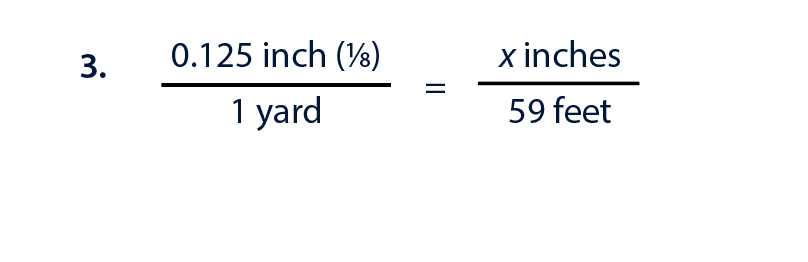 3. 0.125 inch (⅛)
1 yard
=
x inches
59 feet